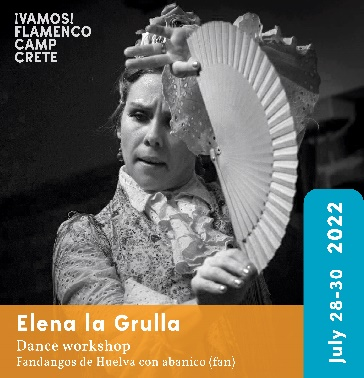 ¡VAMOS!
FLAMENCO
CAMP
CRETE
July 28-30 2022
Elena la Grulla
Dance workshop
Fandangos de Huelva con abanico (fan)